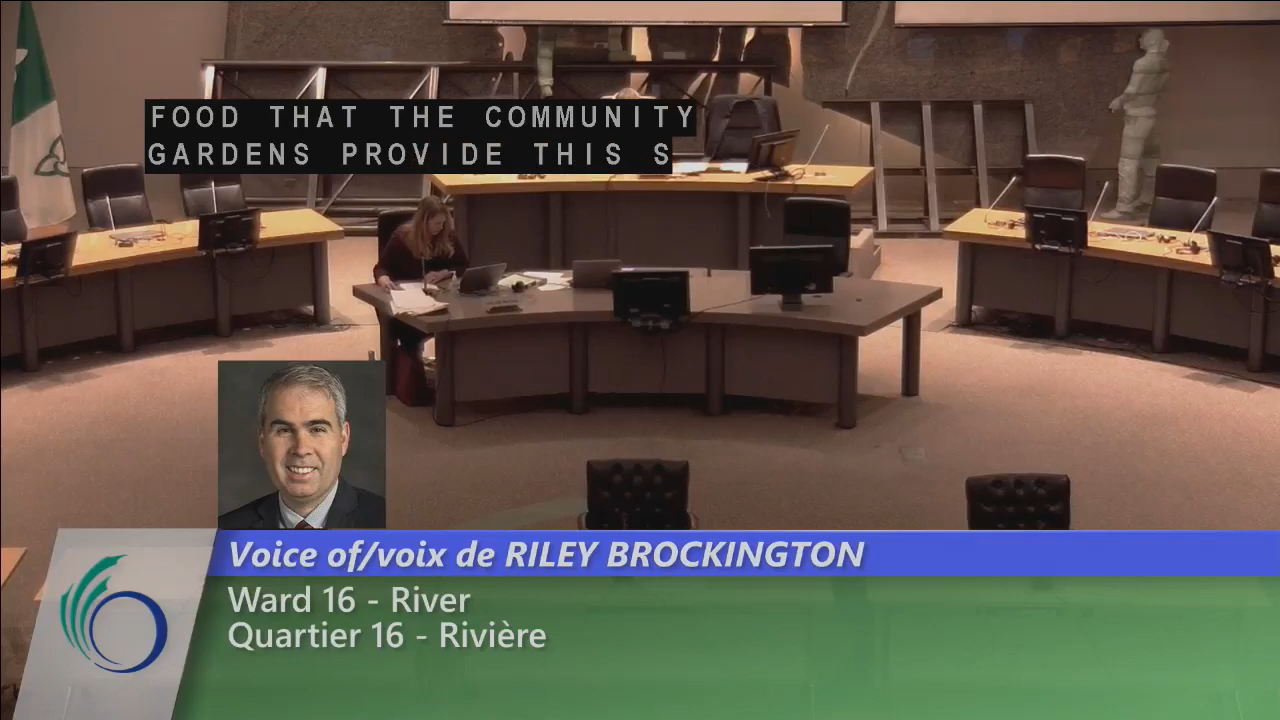 FOOD THAT THE COMMUNITY
GARDENS PROVIDE THIS S
Voice of/voix de RILEY BROCKINGTON
Ward 16 - River
Quartier 16 - Rivière